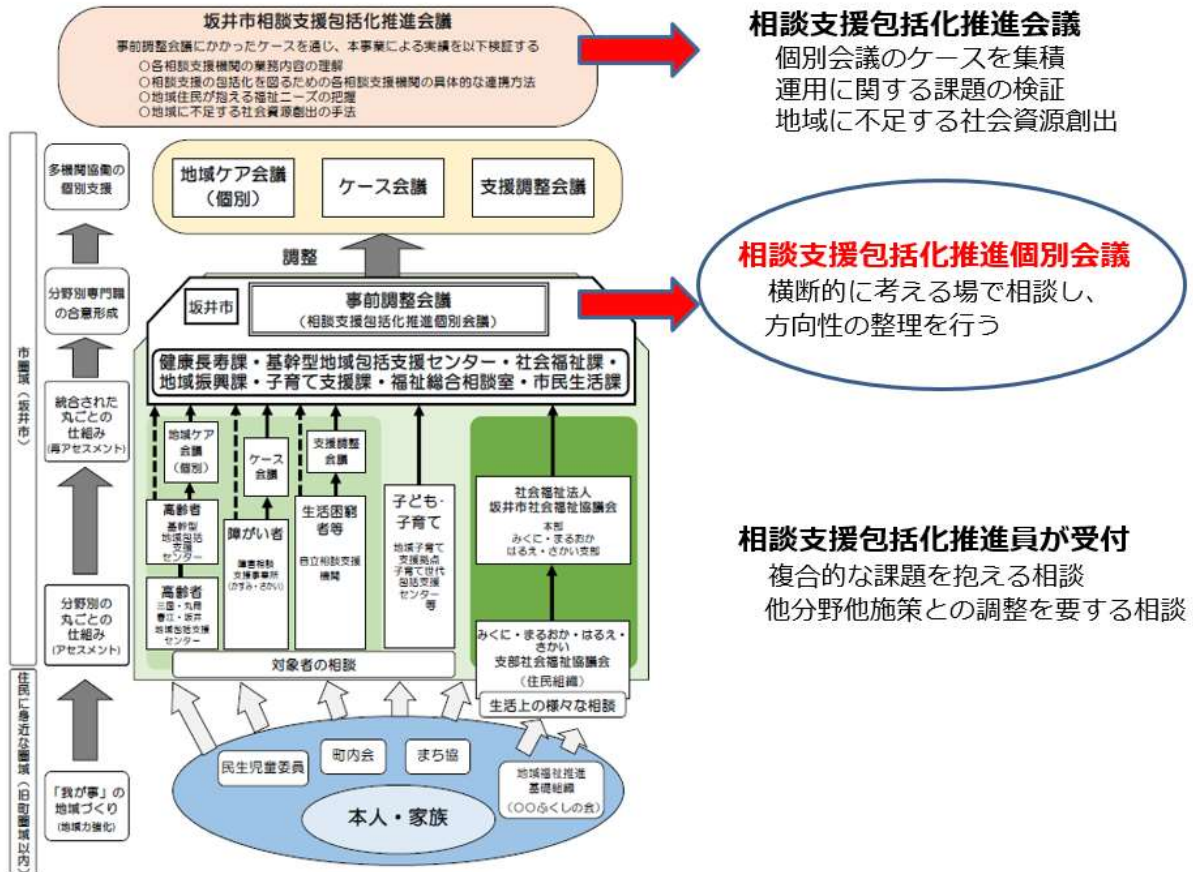 坂井市相談支援包括化推進会議
事前調整会議にかかったケースを通じ、本事業による実績を以下検証する
○各相談支援機関の業務内容の理解
○相談支援の包括化を図るための各相談支援機関の具体的な連携方法
○地域住民が抱える福祉ニーズの把握
○地域に不足する社会資源創出の手法
相談支援包括化推進会議
個別会議のケースを集積
運用に関する課題の検証
地域に不足する社会資源創出
市圏域（坂井市）
住民に身近な圏域（旧町圏域以内）
多機関協働の
個別支援
分野別専門職
の合意形成
統合された
丸ごとの
仕組み
(再アセスメント)
分野別の
丸ごとの
仕組み
(アセスメント)
「我が事」の
地域づくり
(地域力強化)
地域ケア会議
（個別）
ケース会議
支援調整会議
調整
坂井市
事前調整会議
（相談支援包括化推進個別会議）
健康長寿課・基幹型地域包括支援センター・社会福祉課・
地域振興課・子育て支援課・福祉総合相談室・市民生活課
相談支援包括化推進個別会議
横断的に考える場で相談し、
方向性の整理を行う
地域ケア
会議
（個別）
ケース
会議
支援調整
会議
高齢者
基幹型
地域包括
支援
センター
高齢者
三国・丸岡
春江・坂井
地域包括支援
センター
障がい者
障害相談
支援事業所
(かすみ・さかい)
生活困窮
者等
自立相談支援
機関
子ども・
子育て
地域子育て
支援拠点
子育て世代
包括支援
センター
等
社会福祉法人
坂井市社会福祉協議会
本部
みくに・まるおか
はるえ・さかい支部
みくに・まるおか・はるえ・
さかい
支部社会福祉協議会
（住民組織）
生活上の様々な相談
対象者の相談
相談支援包括化推進員が受付
複合的な課題を抱える相談
他分野他施策との調整を要する相談
民生児童委員
町内会
まち協
地域福祉推進
基礎組織
（○○ふくしの会）
本人・家族